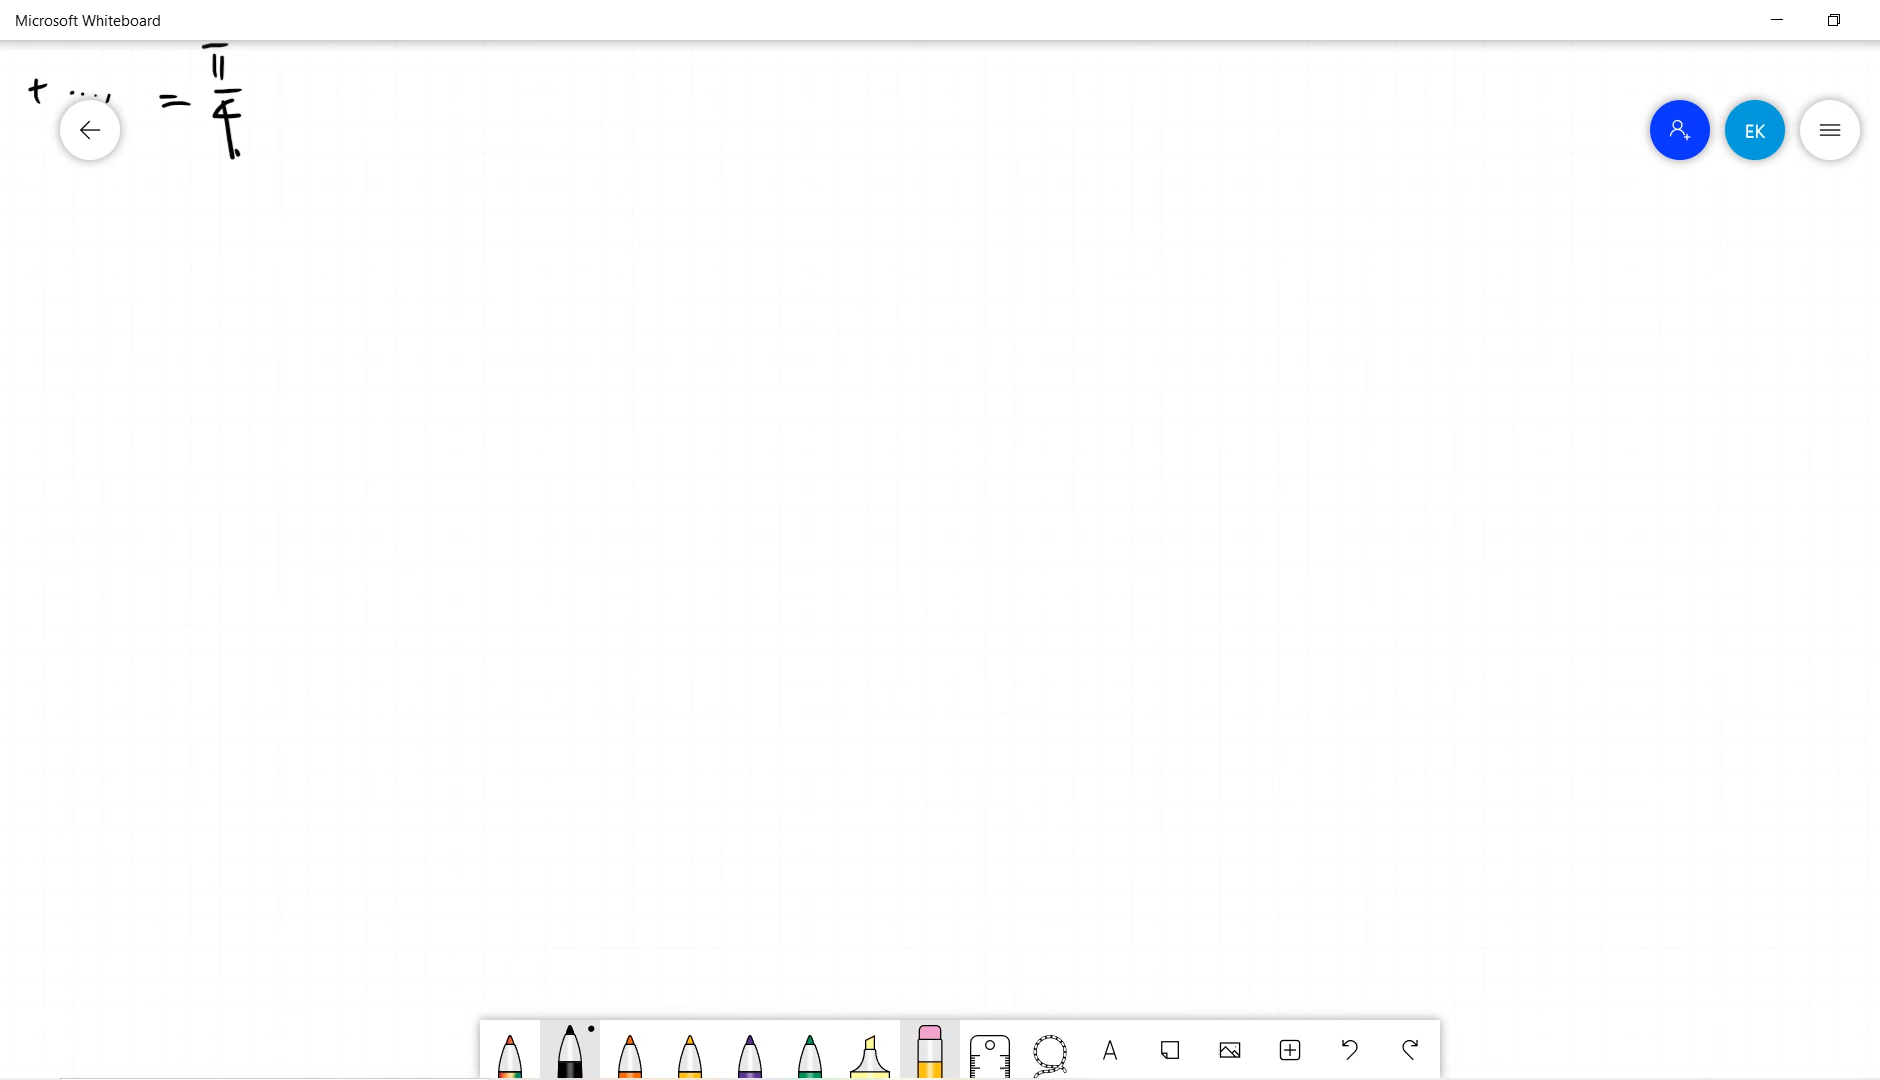 Microsoft Whiteboard
+ ...., = π/4.
EK
A